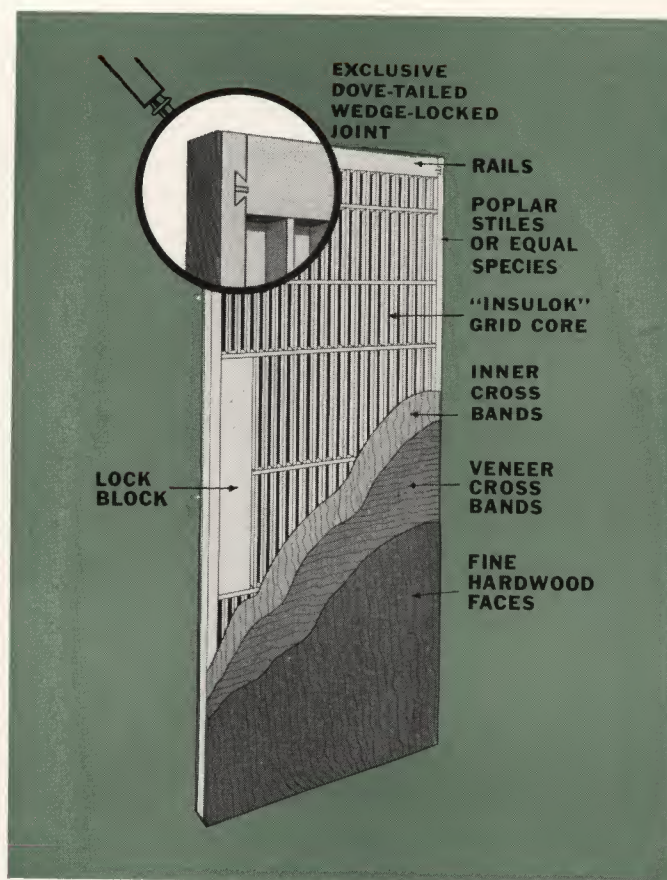 EXCLUSIVE
DOVE-TAILED
WEDGE-LOCKED
JOINT
RAILS
POPLAR
STILES
OR EQUAL
SPECIES
"INSULOK"
GRID CORE
INNER
CROSS
BANDS
LOCK
BLOCK
VENEER
CROSS
BANDS
FINE
HARDWOOD
FACES